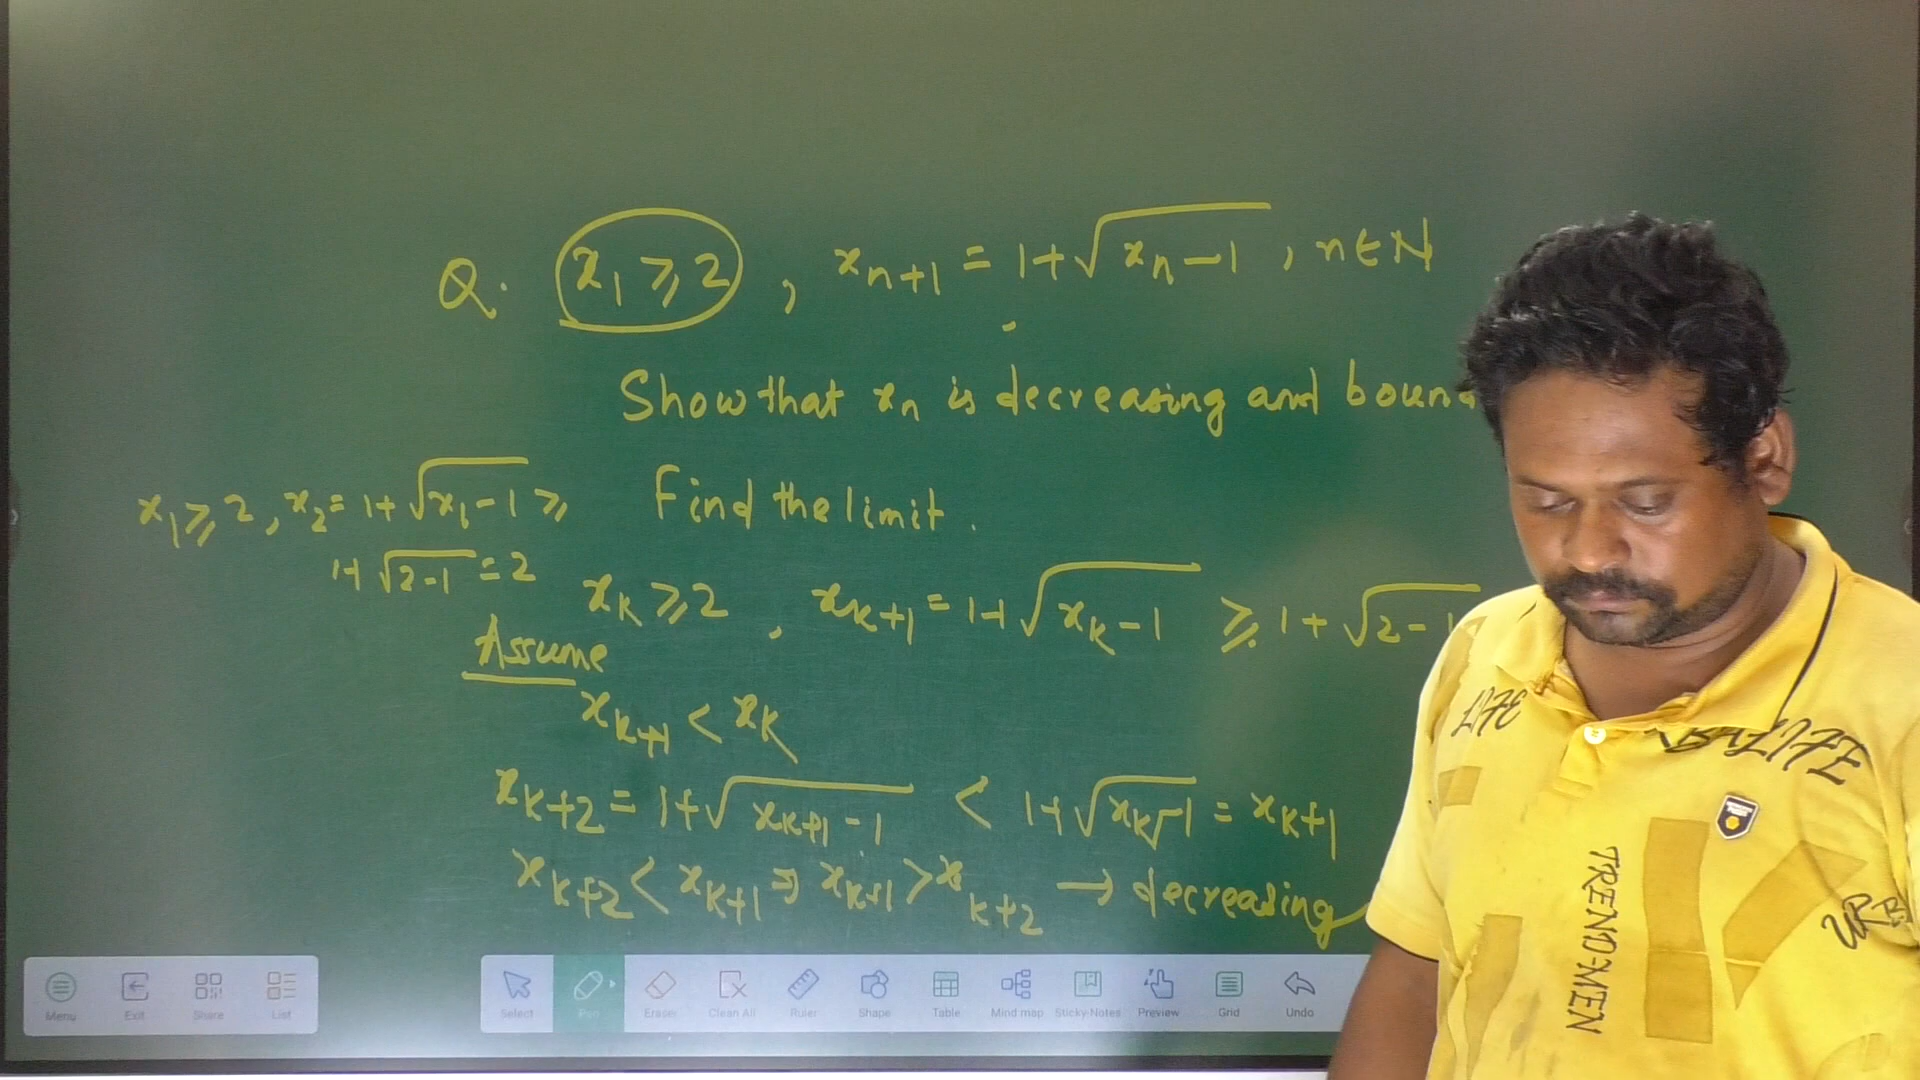 Q. x₁ ⩾ 2 , xₙ₊₁ = 1+√(xₙ−1) , n∈N
Show that xₙ is decreasing and
Find the limit.
x₁⩾2, x₂= 1+√(x₁−1) ⩾
1+√(2−1) = 2
x_K ⩾ 2 , x_{K+1} = 1+√(x_K−1) ⩾ 1+√(2−1
Assume
x_{K+1} < x_K
x_{K+2} = 1+√(x_{K+1}−1) < 1+√(x_K−1) = x_{K+1}
x_{K+2} < x_{K+1} ⇒ x_{K+1} > x_{K+2} → decreasing
Menu Exit Share List
Select Pen Eraser Clean All Ruler Shape Table Mind map Sticky-Notes Preview Grid Undo
LIFE
TREND-MEN